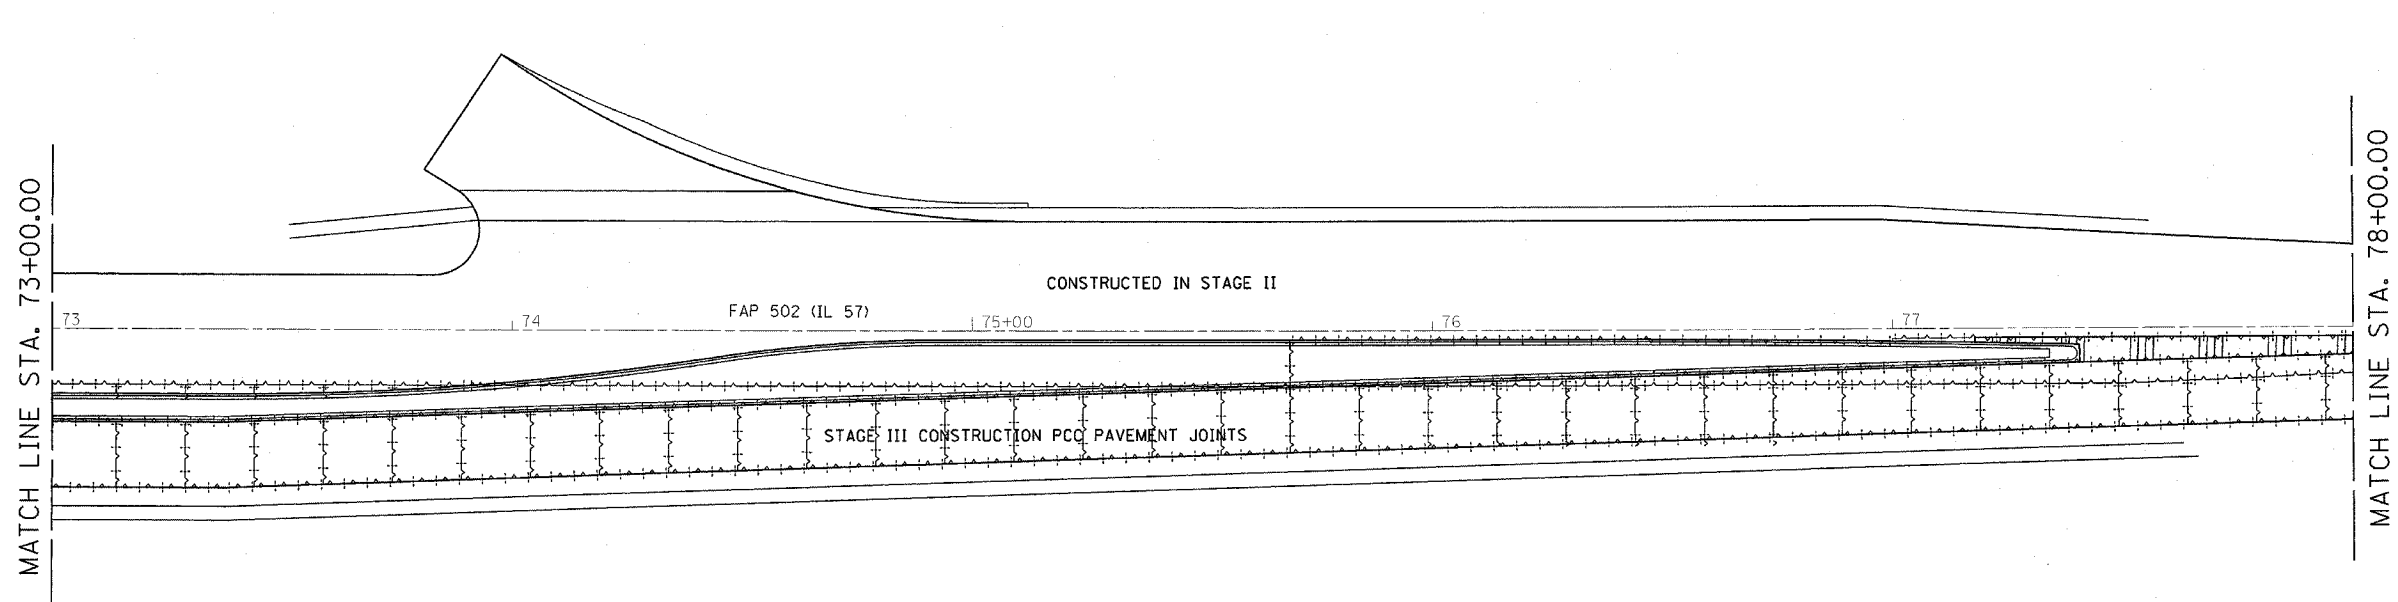 MATCH LINE STA. 73+00.00
CONSTRUCTED IN STAGE II
FAP 502 (IL 57)
73
74
75+00
76
77
STAGE III CONSTRUCTION PCC PAVEMENT JOINTS
MATCH LINE STA. 78+00.00